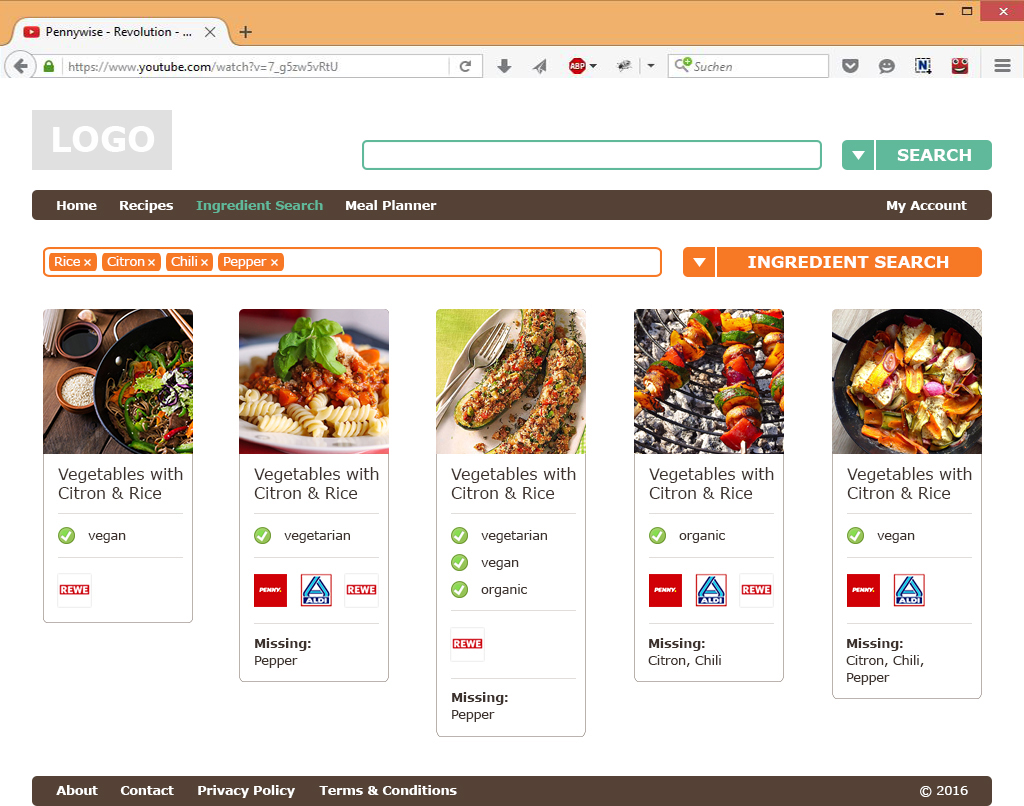 Pennywise - Revolution - ...
https://www.youtube.com/watch?v=7_g5zw5vRtU
ABP
Suchen
N
LOGO
SEARCH
Home Recipes Ingredient Search Meal Planner My Account
Rice × Citron × Chili × Pepper ×
INGREDIENT SEARCH
Vegetables with
Citron & Rice
vegan
REWE
Vegetables with
Citron & Rice
vegetarian
PENNY. ALDI REWE
Missing:
Pepper
Vegetables with
Citron & Rice
vegetarian
vegan
organic
REWE
Missing:
Pepper
Vegetables with
Citron & Rice
organic
PENNY. ALDI REWE
Missing:
Citron, Chili
Vegetables with
Citron & Rice
vegan
PENNY. ALDI
Missing:
Citron, Chili,
Pepper
About Contact Privacy Policy Terms & Conditions © 2016